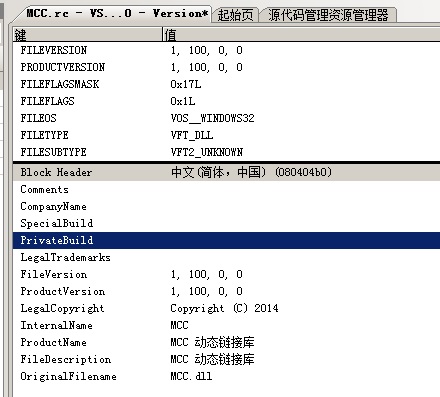 MCC.rc - VS...O - Version* 起始页 源代码管理资源管理器
键 值
FILEVERSION 1, 100, 0, 0
PRODUCTVERSION 1, 100, 0, 0
FILEFLAGSMASK 0x17L
FILEFLAGS 0x1L
FILEOS VOS__WINDOWS32
FILETYPE VFT_DLL
FILESUBTYPE VFT2_UNKNOWN
Block Header 中文(简体，中国) (080404b0)
Comments
CompanyName
SpecialBuild
PrivateBuild
LegalTrademarks
FileVersion 1, 100, 0, 0
ProductVersion 1, 100, 0, 0
LegalCopyright Copyright (C) 2014
InternalName MCC
ProductName MCC 动态链接库
FileDescription MCC 动态链接库
OriginalFilename MCC.dll